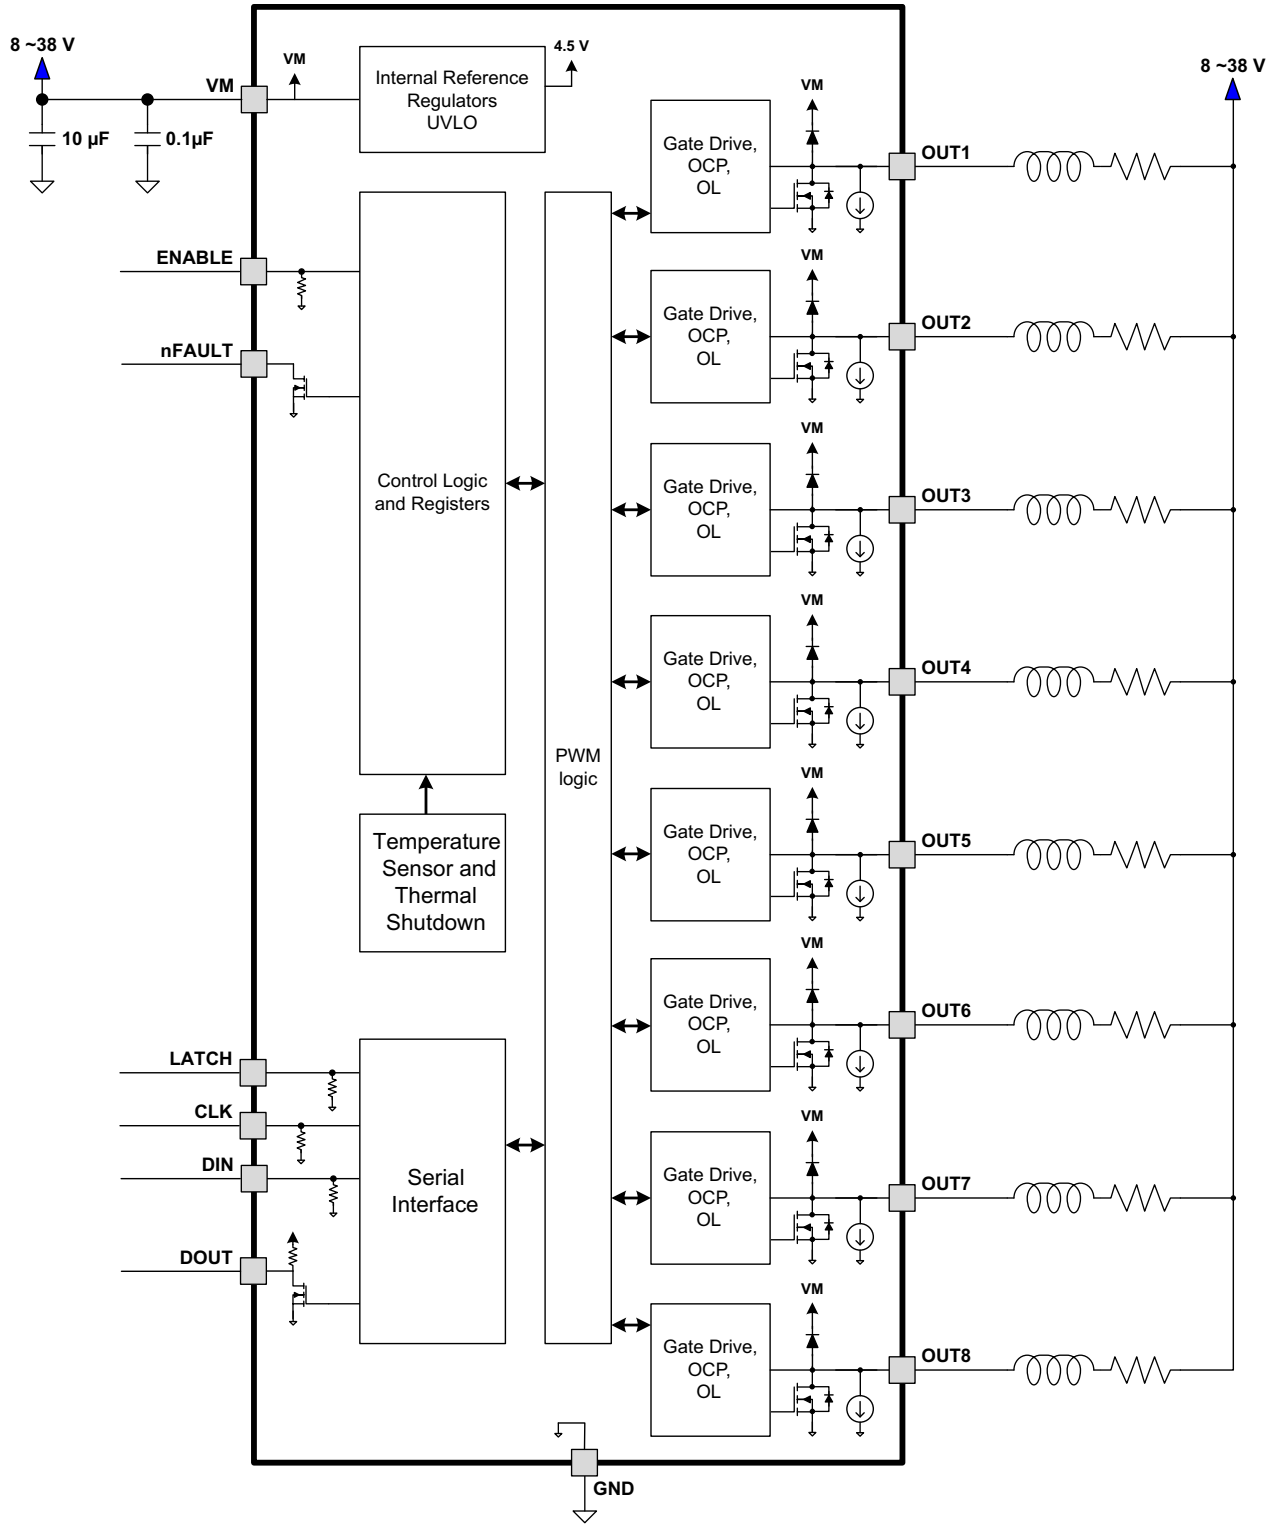 8 ~38 V
VM
10 µF
0.1µF
VM
Internal Reference
Regulators
UVLO
4.5 V
8 ~38 V
ENABLE
nFAULT
Control Logic
and Registers
Temperature
Sensor and
Thermal
Shutdown
LATCH
CLK
DIN
DOUT
Serial
Interface
PWM
logic
Gate Drive,
OCP,
OL
VM
OUT1
Gate Drive,
OCP,
OL
VM
OUT2
Gate Drive,
OCP,
OL
VM
OUT3
Gate Drive,
OCP,
OL
VM
OUT4
Gate Drive,
OCP,
OL
VM
OUT5
Gate Drive,
OCP,
OL
VM
OUT6
Gate Drive,
OCP,
OL
VM
OUT7
Gate Drive,
OCP,
OL
VM
OUT8
GND